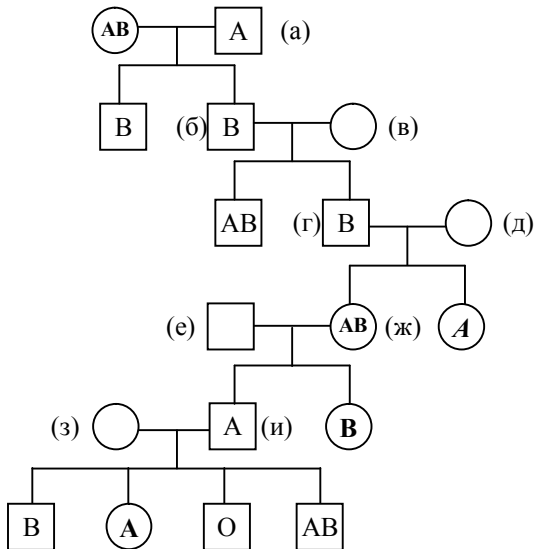 AB A (а)
B (б) B (в)
AB (г) B (д)
(е) AB (ж) A
(з) A (и) B
B A O AB